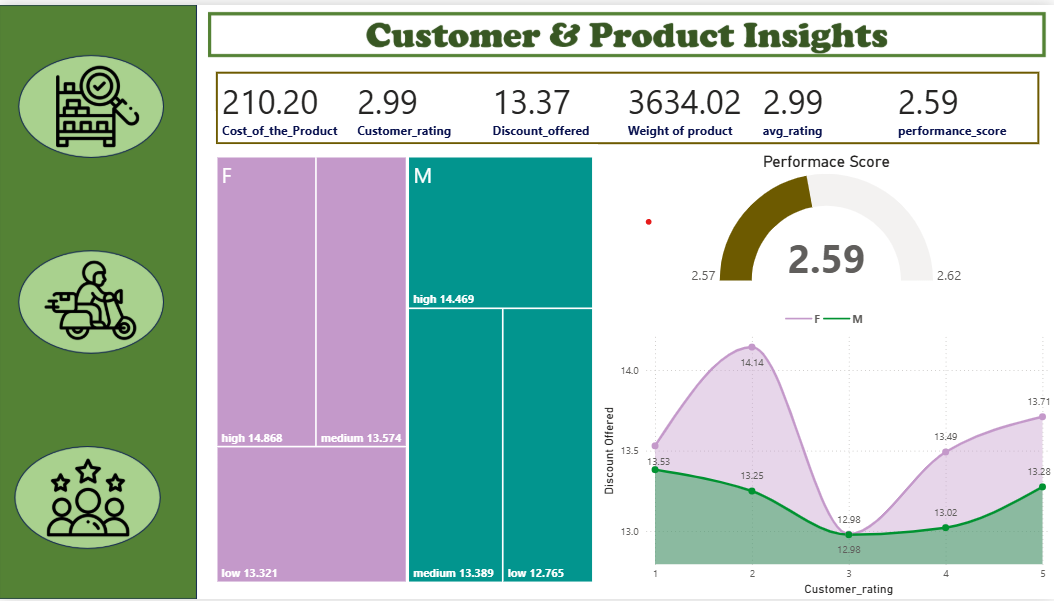 Customer & Product Insights
210.20 2.99 13.37 3634.02 2.99 2.59
Cost_of_the_Product Customer_rating Discount_offered Weight of product avg_rating performance_score
F
high 14.868
medium 13.574
low 13.321
M
high 14.469
medium 13.389
low 12.765
Performace Score
2.59
2.57 2.62
F M
Discount Offered
14.0
13.5
13.0
14.14
13.71
13.53
13.49
13.25
13.28
12.98
13.02
12.98
1 2 3 4 5
Customer_rating